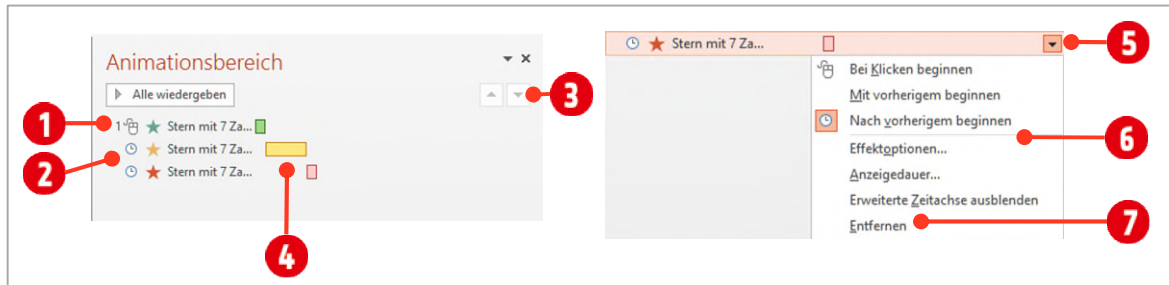 Animationsbereich
Alle wiedergeben
1 Stern mit 7 Za...
Stern mit 7 Za...
Stern mit 7 Za...
1
2
3
4
Stern mit 7 Za...
Bei Klicken beginnen
Mit vorherigem beginnen
Nach vorherigem beginnen
Effektoptionen...
Anzeigedauer...
Erweiterte Zeitachse ausblenden
Entfernen
5
6
7